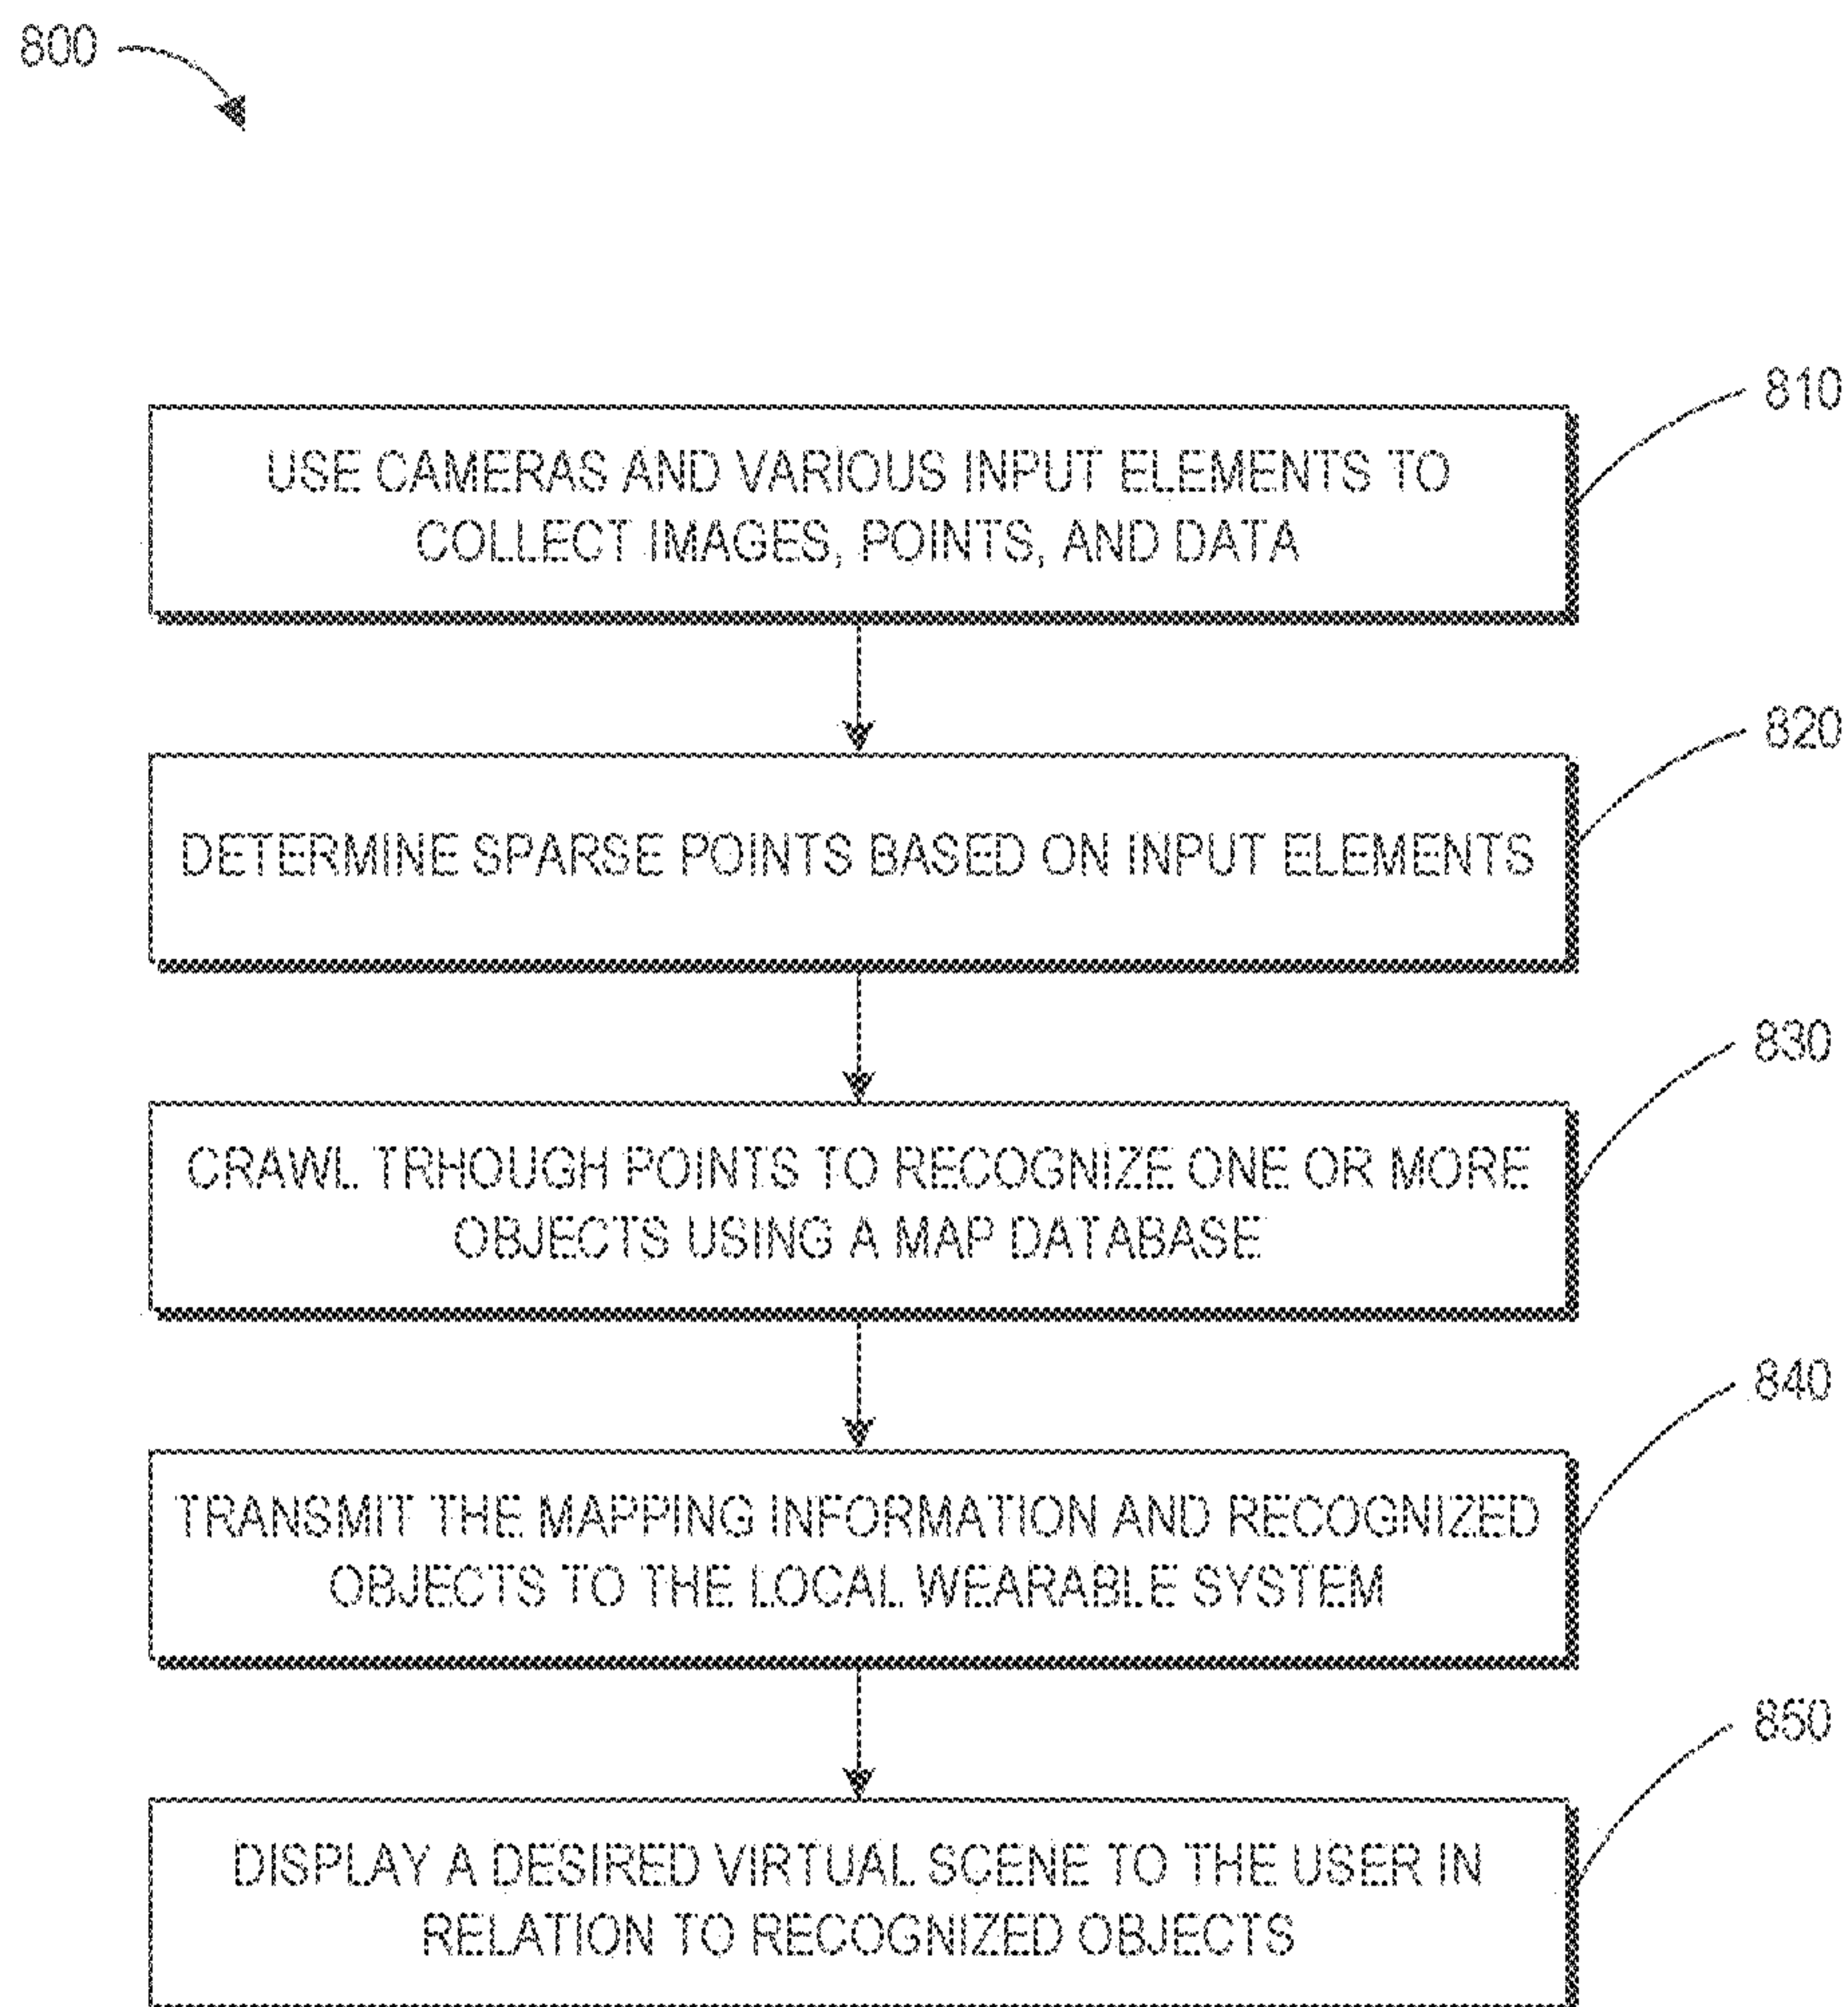 800
810
USE CAMERAS AND VARIOUS INPUT ELEMENTS TO
COLLECT IMAGES, POINTS, AND DATA
820
DETERMINE SPARSE POINTS BASED ON INPUT ELEMENTS
830
CRAWL TRHOUGH POINTS TO RECOGNIZE ONE OR MORE
OBJECTS USING A MAP DATABASE
840
TRANSMIT THE MAPPING INFORMATION AND RECOGNIZED
OBJECTS TO THE LOCAL WEARABLE SYSTEM
850
DISPLAY A DESIRED VIRTUAL SCENE TO THE USER IN
RELATION TO RECOGNIZED OBJECTS